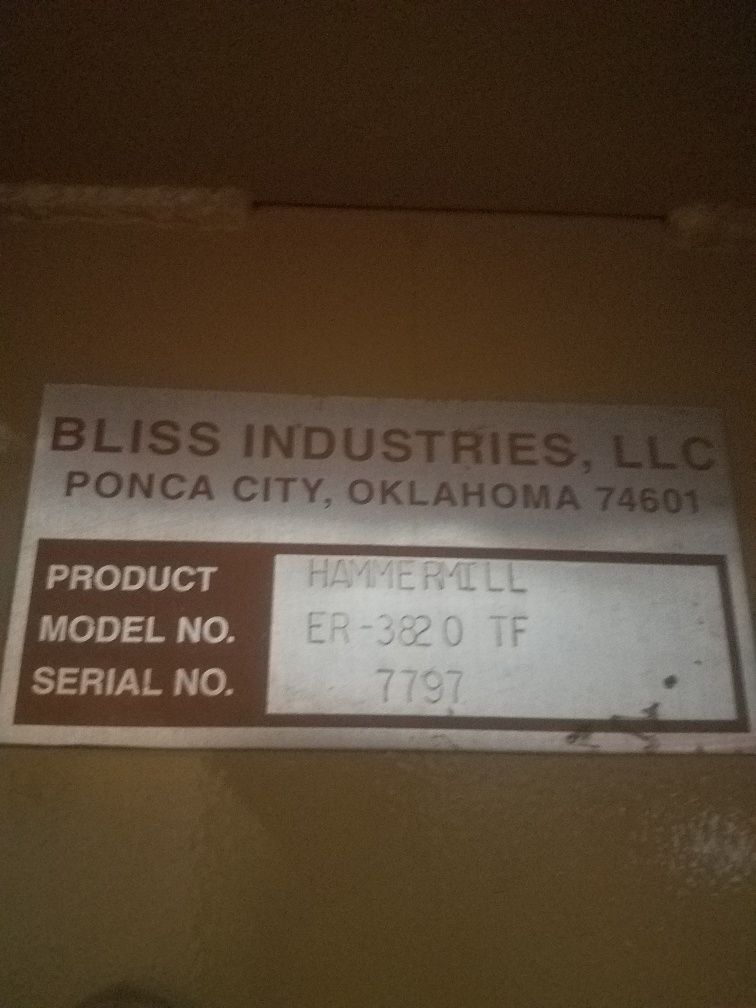 BLISS INDUSTRIES, LLC
PONCA CITY, OKLAHOMA 74601
PRODUCT HAMMERMILL
MODEL NO. ER-3820 TF
SERIAL NO. 7797